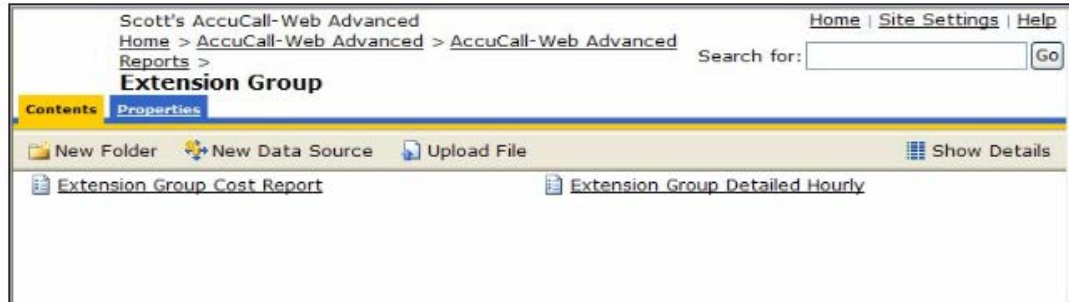 Scott's AccuCall-Web Advanced
Home | Site Settings | Help
Home > AccuCall-Web Advanced > AccuCall-Web Advanced
Reports >
Search for:
Go
Extension Group
Contents Properties
New Folder New Data Source Upload File Show Details
Extension Group Cost Report Extension Group Detailed Hourly